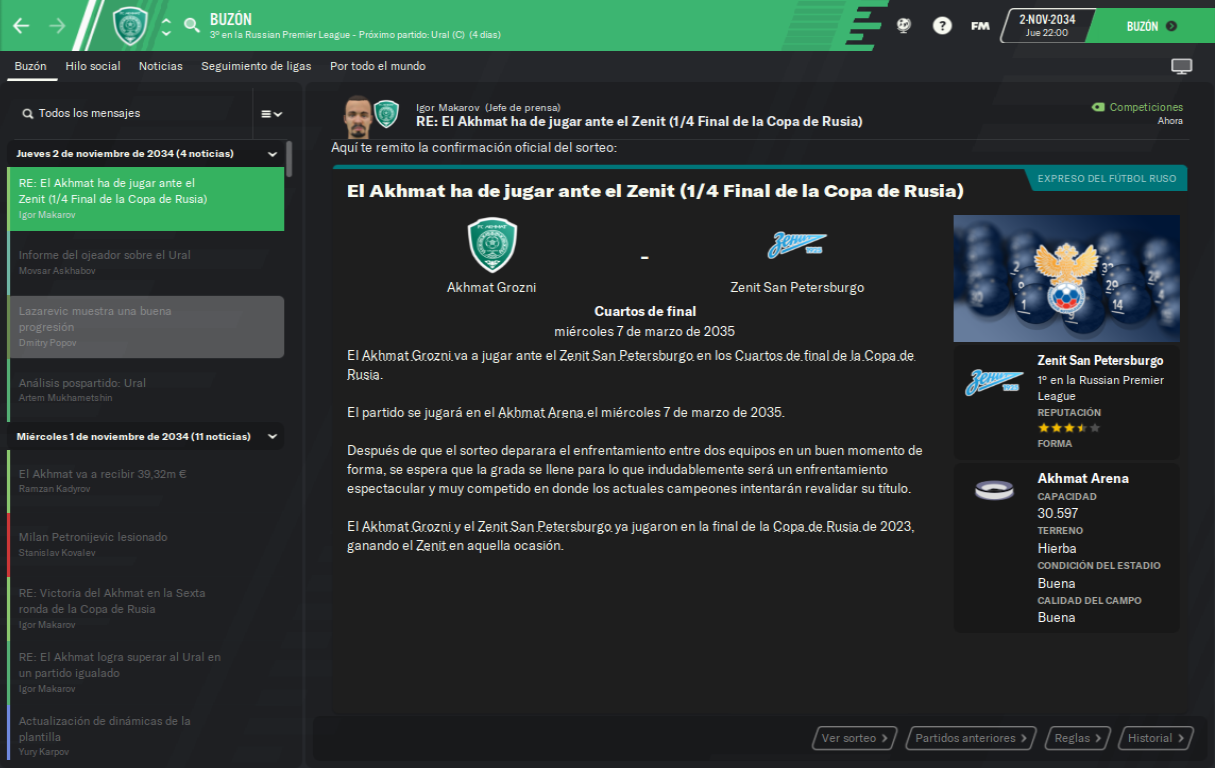 BUZÓN
3º en la Russian Premier League - Próximo partido: Ural (C) (4 días)
?
FM
2-NOV-2034
Jue 22:00
BUZÓN
Buzón
Hilo social
Noticias
Seguimiento de ligas
Por todo el mundo
Todos los mensajes
Jueves 2 de noviembre de 2034 (4 noticias)
RE: El Akhmat ha de jugar ante el
Zenit (1/4 Final de la Copa de Rusia)
Igor Makarov
Informe del ojeador sobre el Ural
Movsar Askhabov
Lazarevic muestra una buena
progresión
Dmitry Popov
Análisis pospartido: Ural
Artem Mukhametshin
Miércoles 1 de noviembre de 2034 (11 noticias)
El Akhmat va a recibir 39,32m €
Ramzan Kadyrov
Milan Petronijevic lesionado
Stanislav Kovalev
RE: Victoria del Akhmat en la Sexta
ronda de la Copa de Rusia
Igor Makarov
RE: El Akhmat logra superar al Ural en
un partido igualado
Igor Makarov
Actualización de dinámicas de la
plantilla
Yury Karpov
Igor Makarov (Jefe de prensa)
RE: El Akhmat ha de jugar ante el Zenit (1/4 Final de la Copa de Rusia)
Competiciones
Ahora
Aquí te remito la confirmación oficial del sorteo:
EXPRESO DEL FÚTBOL RUSO
El Akhmat ha de jugar ante el Zenit (1/4 Final de la Copa de Rusia)
-
Akhmat Grozni
Zenit San Petersburgo
Cuartos de final
miércoles 7 de marzo de 2035
El Akhmat Grozni va a jugar ante el Zenit San Petersburgo en los Cuartos de final de la Copa de
Rusia.
El partido se jugará en el Akhmat Arena el miércoles 7 de marzo de 2035.
Después de que el sorteo deparara el enfrentamiento entre dos equipos en un buen momento de
forma, se espera que la grada se llene para lo que indudablemente será un enfrentamiento
espectacular y muy competido en donde los actuales campeones intentarán revalidar su título.
El Akhmat Grozni y el Zenit San Petersburgo ya jugaron en la final de la Copa de Rusia de 2023,
ganando el Zenit en aquella ocasión.
Zenit San Petersburgo
1º en la Russian Premier
League
REPUTACIÓN
FORMA
Akhmat Arena
CAPACIDAD
30.597
TERRENO
Hierba
CONDICIÓN DEL ESTADIO
Buena
CALIDAD DEL CAMPO
Buena
Ver sorteo
Partidos anteriores
Reglas
Historial